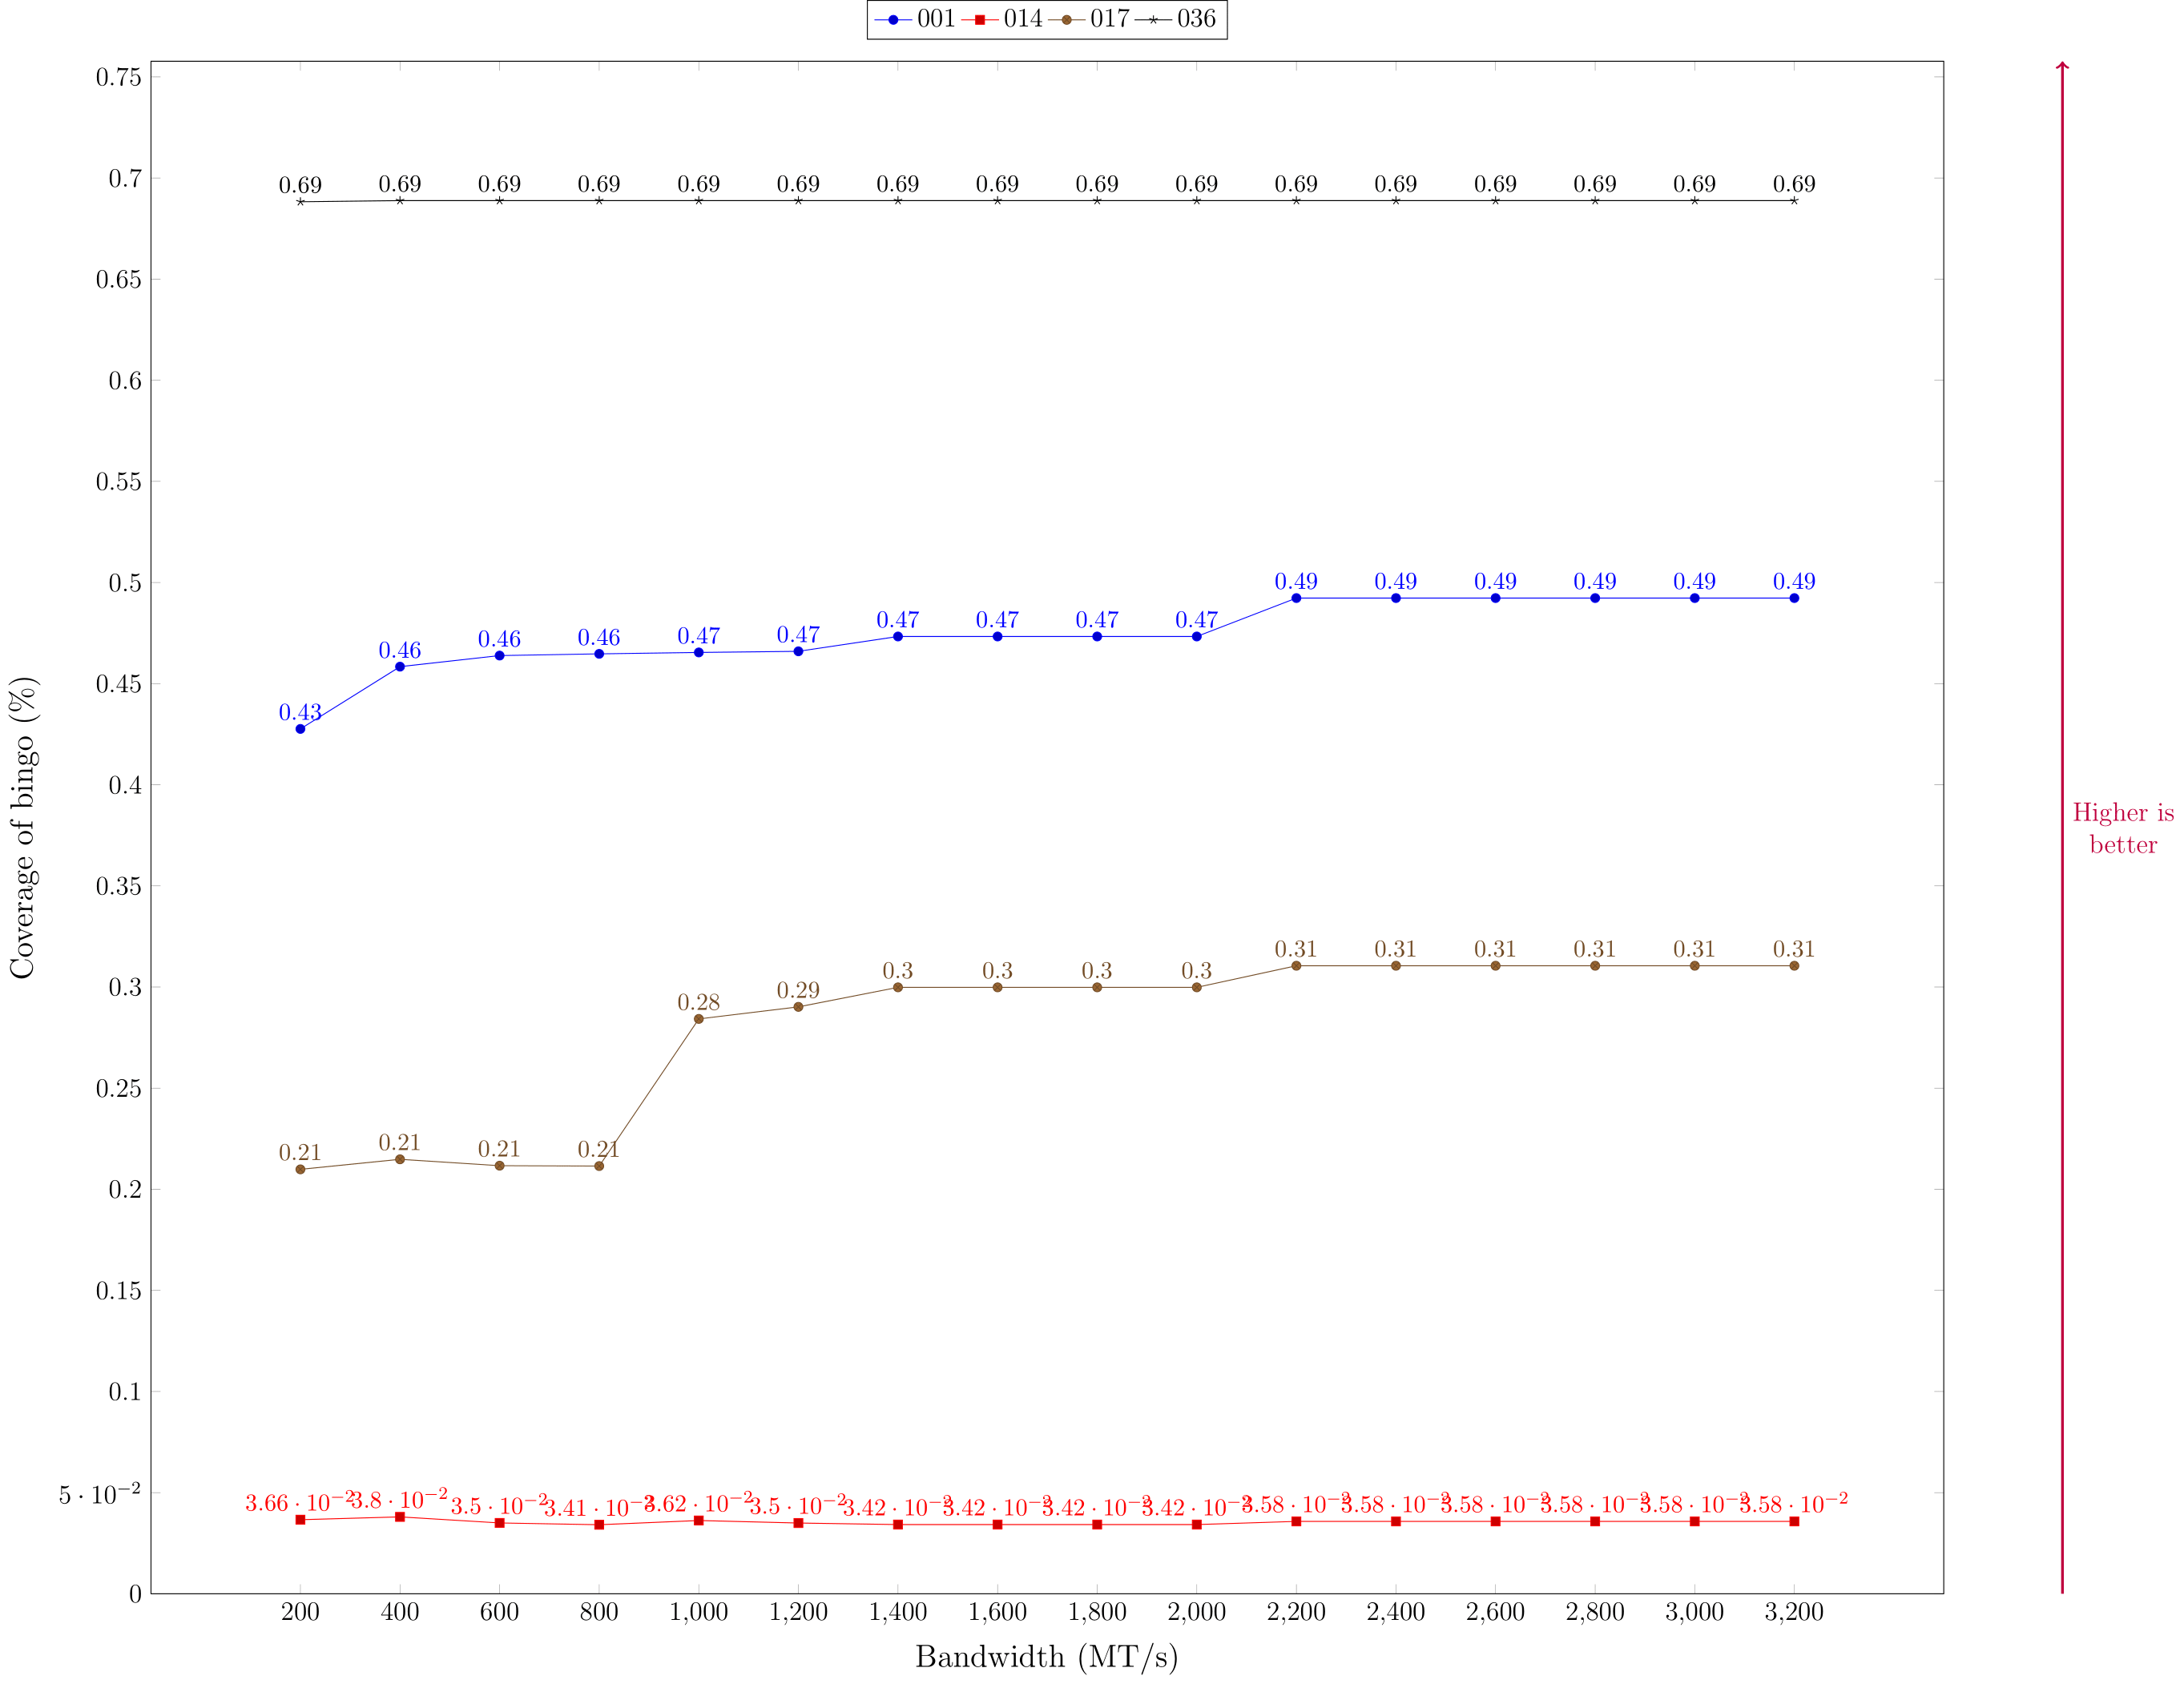 001 014 017 036
0.75
0.7
0.69 0.69 0.69 0.69 0.69 0.69 0.69 0.69 0.69 0.69 0.69 0.69 0.69 0.69 0.69 0.69
0.65
0.6
0.55
0.5
0.49 0.49 0.49 0.49 0.49 0.49
0.43 0.46 0.46 0.46 0.47 0.47 0.47 0.47 0.47 0.47
0.45
0.4
Coverage of bingo (%)
Higher is
better
0.35
0.31 0.31 0.31 0.31 0.31 0.31
0.3
0.28 0.29 0.3 0.3 0.3 0.3
0.25
0.21 0.21 0.21 0.21
0.2
0.15
0.1
5 · 10⁻²
3.66 · 10⁻² 3.8 · 10⁻² 3.5 · 10⁻² 3.41 · 10⁻² 3.62 · 10⁻² 3.5 · 10⁻² 3.42 · 10⁻² 3.42 · 10⁻² 3.42 · 10⁻² 3.42 · 10⁻² 3.58 · 10⁻² 3.58 · 10⁻² 3.58 · 10⁻² 3.58 · 10⁻² 3.58 · 10⁻² 3.58 · 10⁻²
0
200 400 600 800 1,000 1,200 1,400 1,600 1,800 2,000 2,200 2,400 2,600 2,800 3,000 3,200
Bandwidth (MT/s)